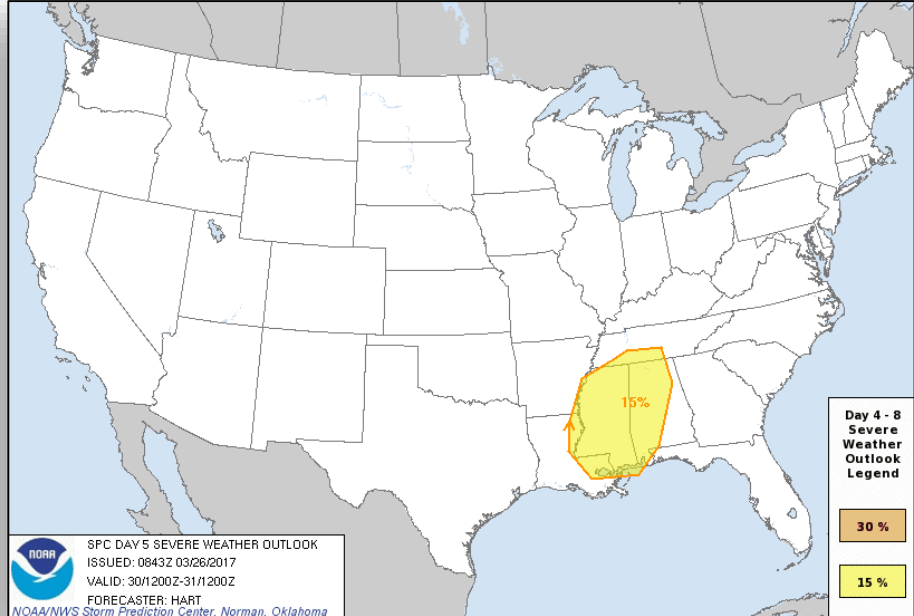 15%
Day 4 - 8
Severe
Weather
Outlook
Legend
30 %
15 %
NOAA
SPC DAY 5 SEVERE WEATHER OUTLOOK
ISSUED: 0843Z 03/26/2017
VALID: 30/1200Z-31/1200Z
FORECASTER: HART
NOAA/NWS Storm Prediction Center, Norman, Oklahoma